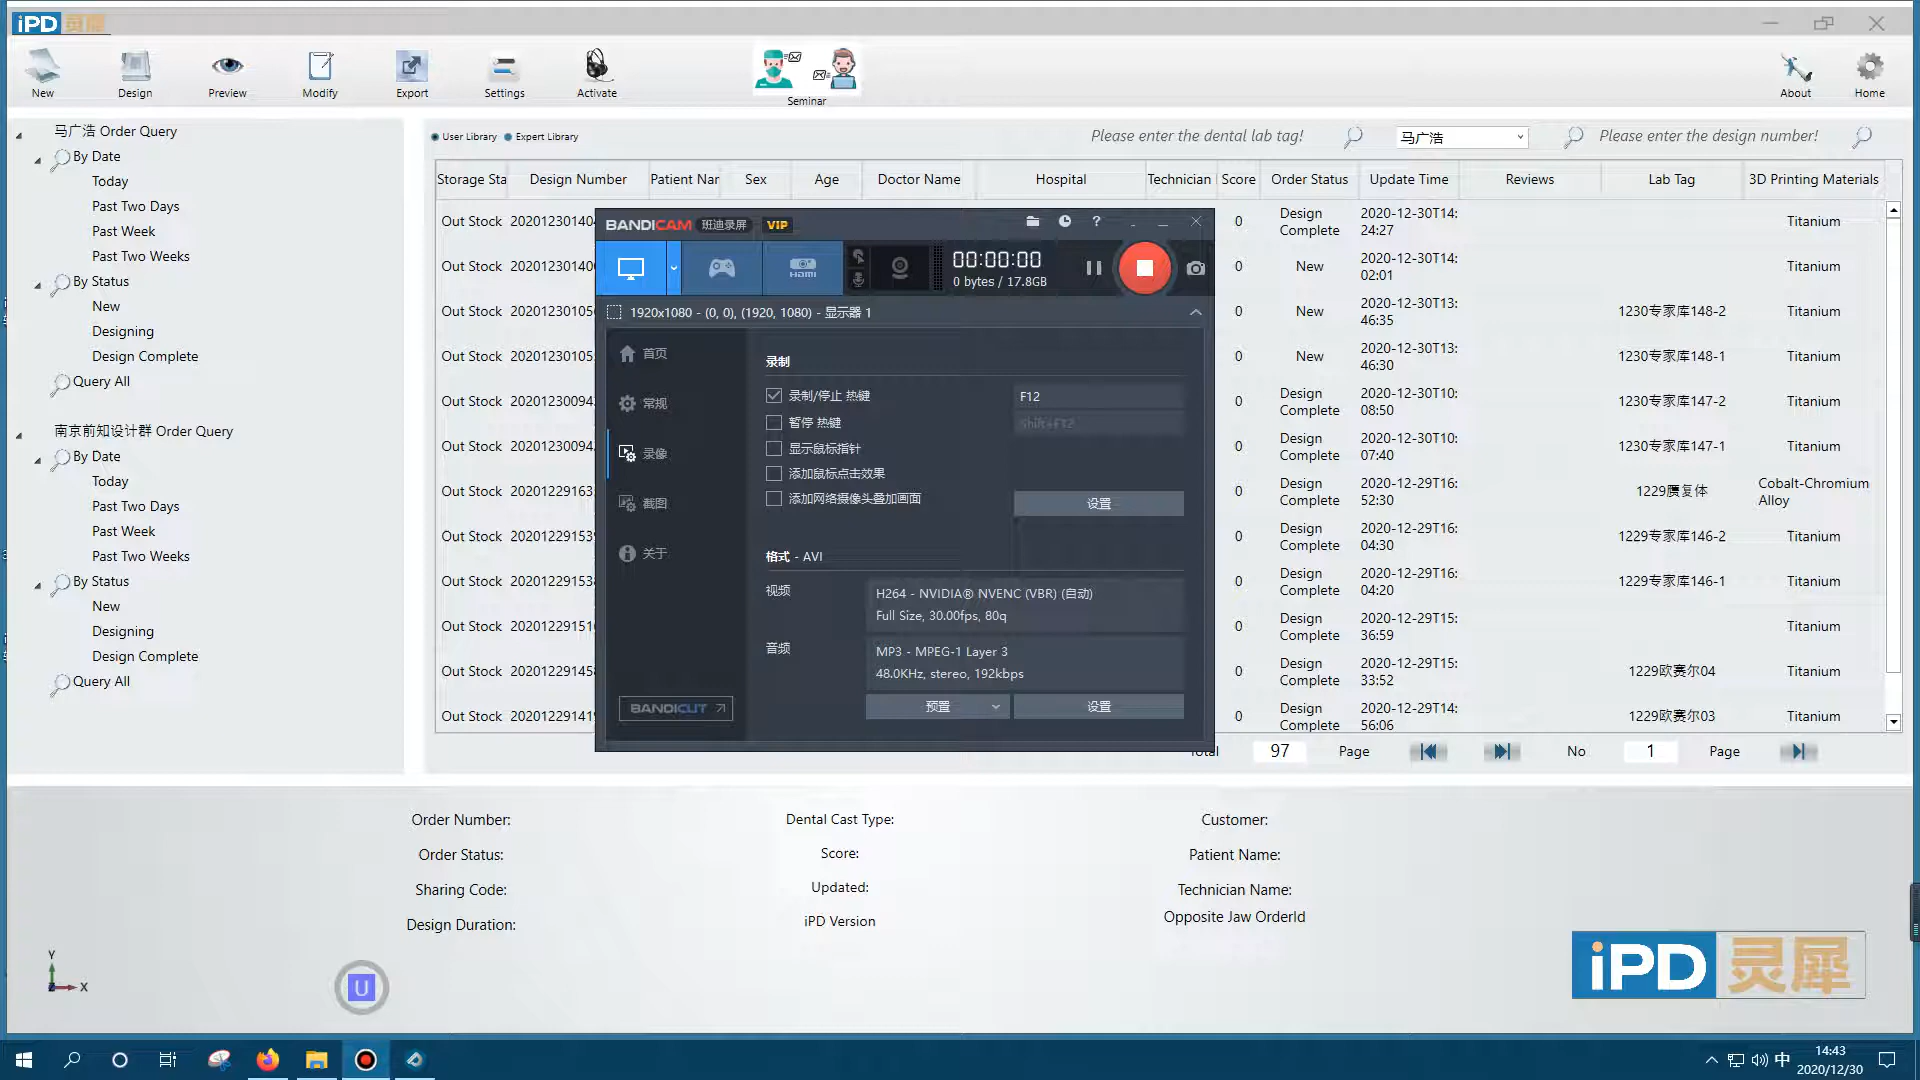 iPD 灵犀
New
Design
Preview
Modify
Export
Settings
Activate
Seminar
About
Home
马广浩 Order Query
By Date
Today
Past Two Days
Past Week
Past Two Weeks
By Status
New
Designing
Design Complete
Query All
南京前知设计群 Order Query
By Date
Today
Past Two Days
Past Week
Past Two Weeks
By Status
New
Designing
Design Complete
Query All
User Library Expert Library
Please enter the dental lab tag!
马广浩
Please enter the design number!
Storage Sta Design Number Patient Nar Sex Age Doctor Name Hospital Technician Score Order Status Update Time Reviews Lab Tag 3D Printing Materials
Out Stock 0 Design Complete 2020-12-30T14:24:27 Titanium
Out Stock 0 New 2020-12-30T14:02:01 Titanium
Out Stock 0 New 2020-12-30T13:46:35 1230专家库148-2 Titanium
Out Stock 0 New 2020-12-30T13:46:30 1230专家库148-1 Titanium
Out Stock 0 Design Complete 2020-12-30T10:08:50 1230专家库147-2 Titanium
Out Stock 0 Design Complete 2020-12-30T10:07:40 1230专家库147-1 Titanium
Out Stock 0 Design Complete 2020-12-29T16:52:30 1229赝复体 Cobalt-Chromium Alloy
Out Stock 0 Design Complete 2020-12-29T16:04:30 1229专家库146-2 Titanium
Out Stock 0 Design Complete 2020-12-29T16:04:20 1229专家库146-1 Titanium
Out Stock 0 Design Complete 2020-12-29T15:36:59 Titanium
Out Stock 0 Design Complete 2020-12-29T15:33:52 1229欧赛尔04 Titanium
Out Stock 0 Design Complete 2020-12-29T14:56:06 1229欧赛尔03 Titanium
BANDICAM 班迪录屏 VIP
HDMI
00:00:00
0 bytes / 17.8GB
1920x1080 - (0, 0), (1920, 1080) - 显示器 1
首页
常规
录像
截图
关于
BANDICUT
录制
录制/停止 热键 F12
暂停 热键 Shift+F12
显示鼠标指针
添加鼠标点击效果
添加网络摄像头叠加画面
设置
格式 - AVI
视频
H264 - NVIDIA® NVENC (VBR) (自动)
Full Size, 30.00fps, 80q
音频
MP3 - MPEG-1 Layer 3
48.0KHz, stereo, 192kbps
预置 设置
Total 97 Page No 1 Page
Order Number:
Order Status:
Sharing Code:
Design Duration:
Dental Cast Type:
Score:
Updated:
iPD Version
Customer:
Patient Name:
Technician Name:
Opposite Jaw OrderId
Y
X
U
iPD 灵犀
中
14:43
2020/12/30